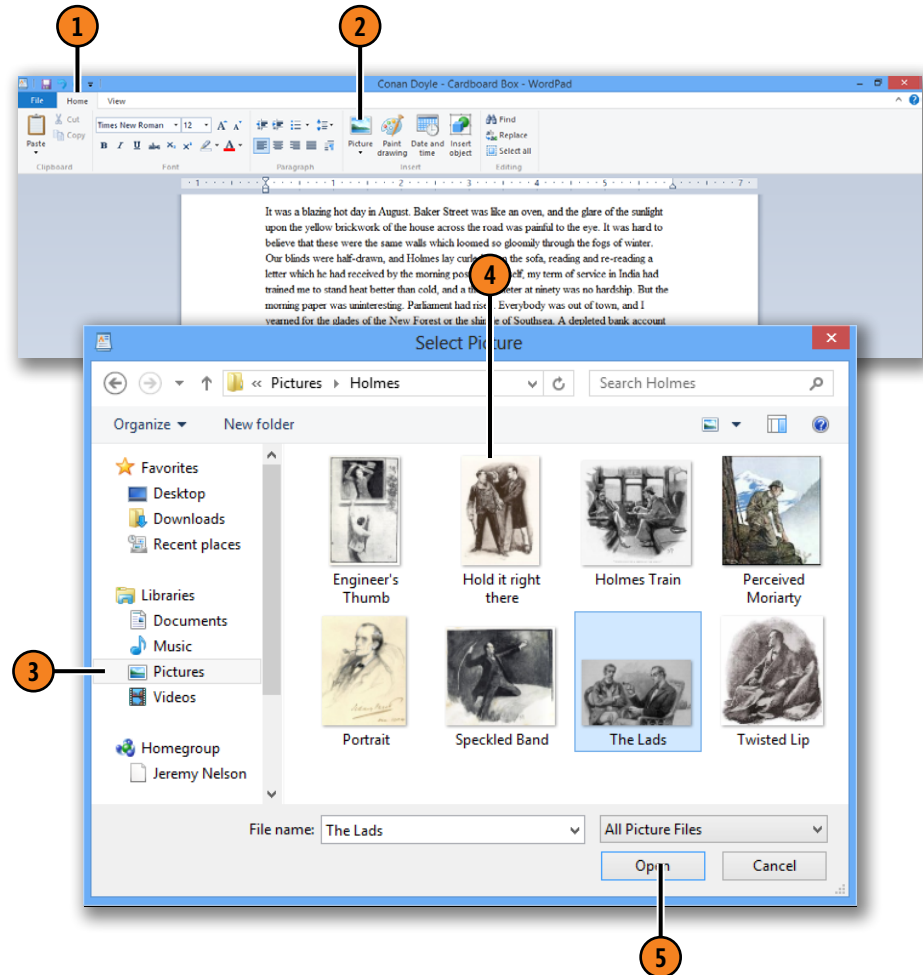 1
2
Conan Doyle - Cardboard Box - WordPad
File Home View
Cut
Copy
Paste
Times New Roman 12 A A
B I U abc X₂ X² A
Picture
Paint drawing
Date and time
Insert object
Find
Replace
Select all
Clipboard Font Paragraph Insert Editing
1 1 2 3 4 5 7
It was a blazing hot day in August. Baker Street was like an oven, and the glare of the sunlight
upon the yellow brickwork of the house across the road was painful to the eye. It was hard to
believe that these were the same walls which loomed so gloomily through the fogs of winter.
Our blinds were half-drawn, and Holmes lay the sofa, reading and re-reading a
letter which he had received by the morning my term of service in India had
trained me to stand heat better than cold, and a at ninety was no hardship. But the
morning paper was uninteresting. Parliament had Everybody was out of town, and I
yearned for the glades of the New Forest or the of Southsea. A depleted bank account
4
Select Picture
« Pictures Holmes
Search Holmes
Organize New folder
Favorites
Desktop
Downloads
Recent places
Libraries
Documents
Music
3
Pictures
Videos
Homegroup
Jeremy Nelson
Engineer's Thumb
Hold it right there
Holmes Train
Perceived Moriarty
Portrait
Speckled Band
The Lads
Twisted Lip
File name: The Lads
All Picture Files
Open Cancel
5